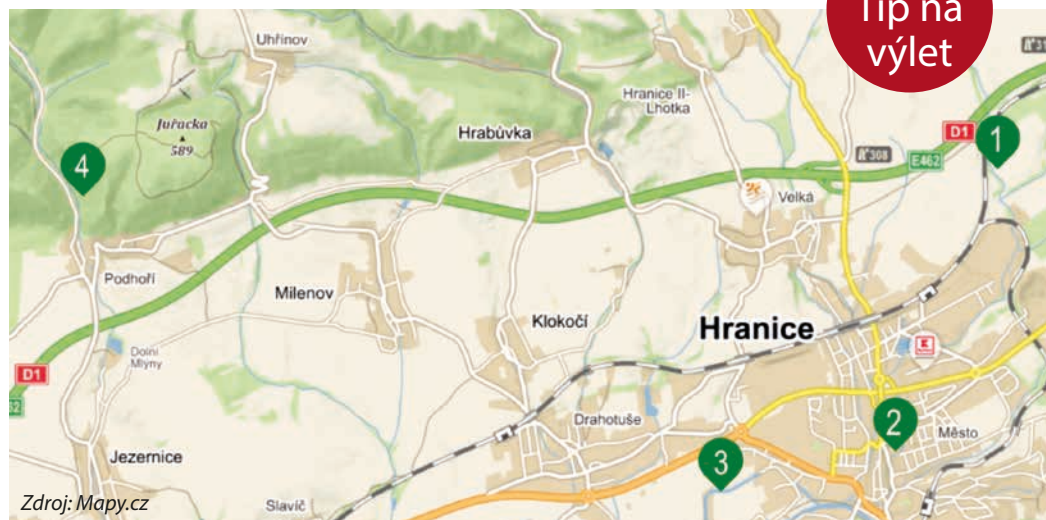 Tip na
výlet
Uhřínov
Hranice II-
Lhotka
Juřacka
589
Hrabůvka
D1
E462
308
1
4
Velká
Podhoří
Milenov
Klokočí
Hranice
Dolní
Mlýny
D1
Drahotuše
2
Město
3
Jezernice
Slavíč
Zdroj: Mapy.cz